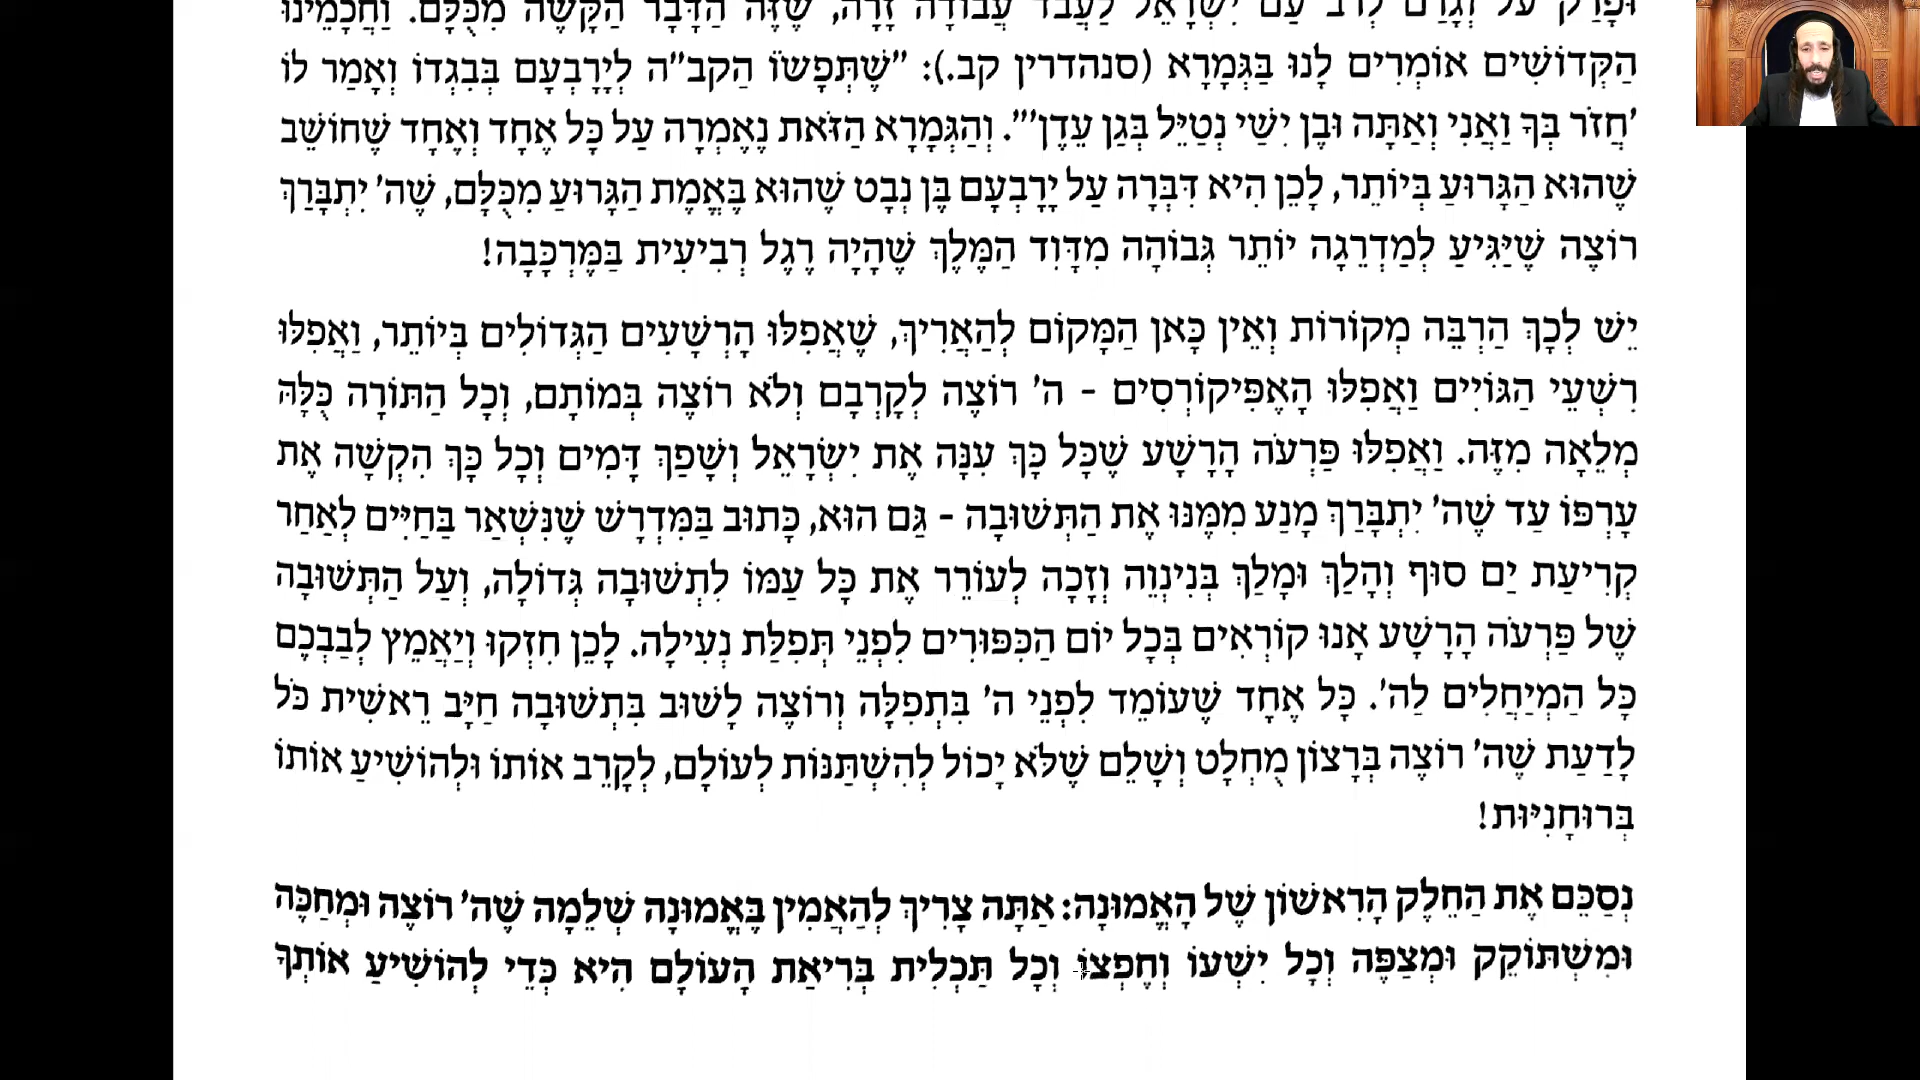 וּפָרַק עֹל וְגָרַם לְרֹב עַם יִשְׂרָאֵל לַעֲבֹד עֲבוֹדָה זָרָה, שֶׁזֶּה הַדָּבָר הַקָּשֶׁה מִכֻּלָּם. וַחֲכָמֵינוּ
הַקְּדוֹשִׁים אוֹמְרִים לָנוּ בַּגְּמָרָא (סנהדרין קב.): "שֶׁתְּפָשׂוֹ הַקב"ה לְיָרָבְעָם בְּבִגְדוֹ וְאָמַר לוֹ
'חֲזֹר בְּךָ וַאֲנִי וְאַתָּה וּבֶן יִשַׁי נְטַיֵּל בְּגַן עֵדֶן'". וְהַגְּמָרָא הַזֹּאת נֶאֶמְרָה עַל כָּל אֶחָד וְאֶחָד שֶׁחוֹשֵׁב
שֶׁהוּא הַגָּרוּעַ בְּיוֹתֵר, לָכֵן הִיא דִּבְּרָה עַל יָרָבְעָם בֶּן נְבָט שֶׁהוּא בֶּאֱמֶת הַגָּרוּעַ מִכֻּלָּם, שֶׁה' יִתְבָּרַךְ
רוֹצֶה שֶׁיַּגִּיעַ לְמַדְרֵגָה יוֹתֵר גְּבוֹהָה מִדָּוִד הַמֶּלֶךְ שֶׁהָיָה רֶגֶל רְבִיעִית בַּמֶּרְכָּבָה!
יֵשׁ לְכָךְ הַרְבֵּה מְקוֹרוֹת וְאֵין כָּאן הַמָּקוֹם לְהַאֲרִיךְ, שֶׁאֲפִלּוּ הָרְשָׁעִים הַגְּדוֹלִים בְּיוֹתֵר, וַאֲפִלּוּ
רִשְׁעֵי הַגּוֹיִים וַאֲפִלּוּ הָאֶפִּיקוֹרְסִים - ה' רוֹצֶה לְקָרְבָם וְלֹא רוֹצֶה בְּמוֹתָם, וְכָל הַתּוֹרָה כֻּלָּהּ
מְלֵאָה מִזֶּה. וַאֲפִלּוּ פַּרְעֹה הָרָשָׁע שֶׁכָּל כָּךְ עִנָּה אֶת יִשְׂרָאֵל וְשָׁפַךְ דָּמִים וְכָל כָּךְ הִקְשָׁה אֶת
עָרְפּוֹ עַד שֶׁה' יִתְבָּרַךְ מָנַע מִמֶּנּוּ אֶת הַתְּשׁוּבָה - גַּם הוּא, כָּתוּב בַּמִּדְרָשׁ שֶׁנִּשְׁאַר בַּחַיִּים לְאַחַר
קְרִיעַת יַם סוּף וְהָלַךְ וּמָלַךְ בְּנִינְוֵה וְזָכָה לְעוֹרֵר אֶת כָּל עַמּוֹ לִתְשׁוּבָה גְּדוֹלָה, וְעַל הַתְּשׁוּבָה
שֶׁל פַּרְעֹה הָרָשָׁע אָנוּ קוֹרְאִים בְּכָל יוֹם הַכִּפּוּרִים לִפְנֵי תְּפִלַּת נְעִילָה. לָכֵן חִזְקוּ וְיַאֲמֵץ לְבַבְכֶם
כָּל הַמְיַחֲלִים לַה'. כָּל אֶחָד שֶׁעוֹמֵד לִפְנֵי ה' בִּתְפִלָּה וְרוֹצֶה לָשׁוּב בִּתְשׁוּבָה חַיָּב רֵאשִׁית כֹּל
לָדַעַת שֶׁה' רוֹצֶה בְּרָצוֹן מֻחְלָט וְשָׁלֵם שֶׁלֹּא יָכוֹל לְהִשְׁתַּנּוֹת לְעוֹלָם, לְקָרֵב אוֹתוֹ וּלְהוֹשִׁיעַ אוֹתוֹ
בְּרוּחָנִיּוּת!
נְסַכֵּם אֶת הַחֵלֶק הָרִאשׁוֹן שֶׁל הָאֱמוּנָה: אַתָּה צָרִיךְ לְהַאֲמִין בֶּאֱמוּנָה שְׁלֵמָה שֶׁה' רוֹצֶה וּמְחַכֶּה
וּמִשְׁתּוֹקֵק וּמְצַפֶּה וְכָל יִשְׁעוֹ וְחֶפְצוֹ וְכָל תַּכְלִית בְּרִיאַת הָעוֹלָם הִיא כְּדֵי לְהוֹשִׁיעַ אוֹתְךָ